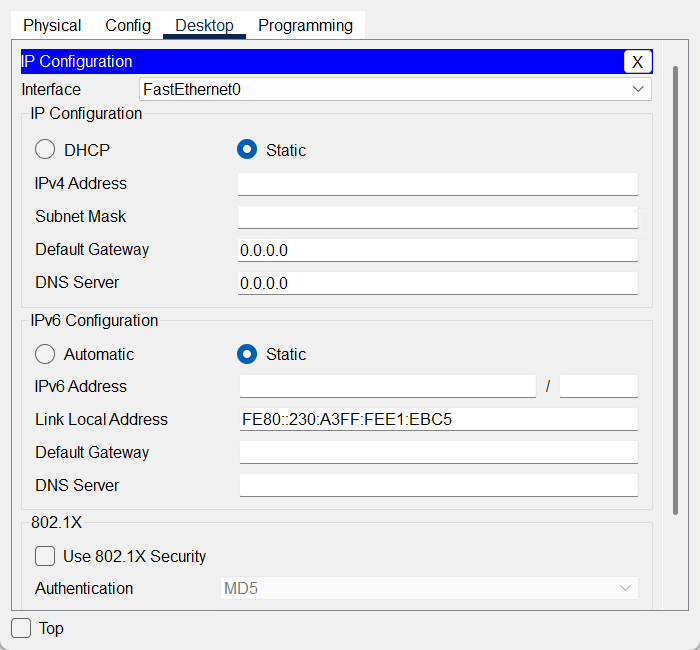 Physical Config Desktop Programming
IP Configuration X
Interface FastEthernet0
IP Configuration
DHCP Static
IPv4 Address
Subnet Mask
Default Gateway 0.0.0.0
DNS Server 0.0.0.0
IPv6 Configuration
Automatic Static
IPv6 Address /
Link Local Address FE80::230:A3FF:FEE1:EBC5
Default Gateway
DNS Server
802.1X
Use 802.1X Security
Authentication MD5
Top